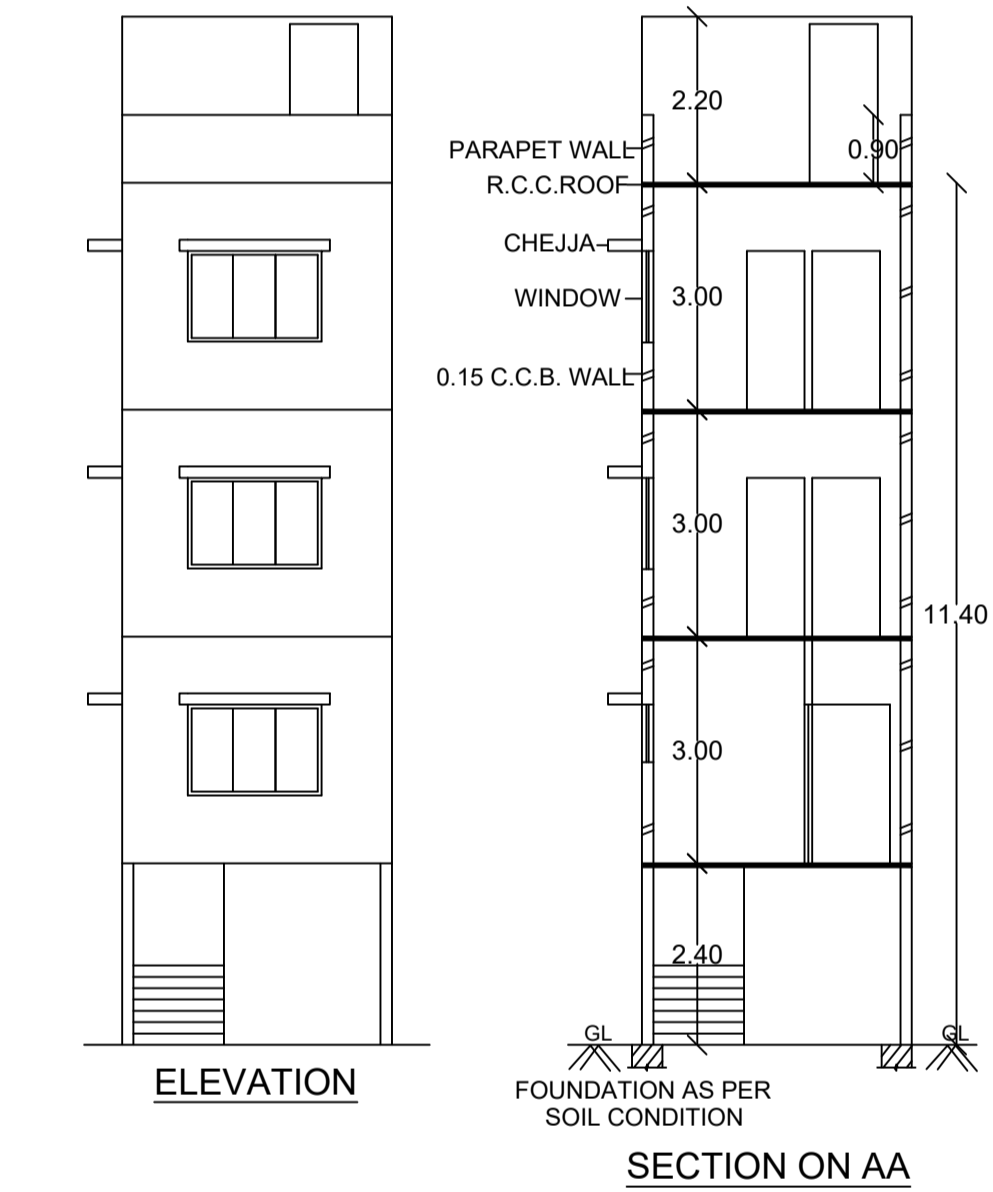 2.20
PARAPET WALL
0.90
R.C.C.ROOF
CHEJJA
WINDOW
3.00
0.15 C.C.B. WALL
3.00
11.40
3.00
2.40
GL
GL
ELEVATION
FOUNDATION AS PER
SOIL CONDITION
SECTION ON AA